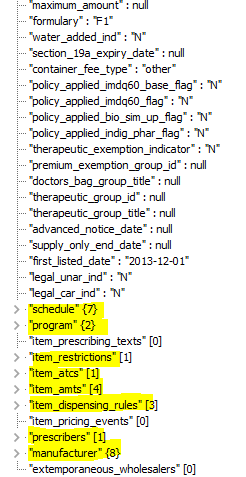 "maximum_amount" : null
"formulary" : "F1"
"water_added_ind" : "N"
"section_19a_expiry_date" : null
"container_fee_type" : "other"
"policy_applied_imdq60_base_flag" : "N"
"policy_applied_imdq60_flag" : "N"
"policy_applied_bio_sim_up_flag" : "N"
"policy_applied_indig_phar_flag" : "N"
"therapeutic_exemption_indicator" : "N"
"premium_exemption_group_id" : null
"doctors_bag_group_title" : null
"therapeutic_group_id" : null
"therapeutic_group_title" : null
"advanced_notice_date" : null
"supply_only_end_date" : null
"first_listed_date" : "2013-12-01"
"legal_unar_ind" : "N"
"legal_car_ind" : "N"
"schedule" {7}
"program" {2}
"item_prescribing_texts" [0]
"item_restrictions" [1]
"item_atcs" [1]
"item_amts" [4]
"item_dispensing_rules" [3]
"item_pricing_events" [0]
"prescribers" [1]
"manufacturer" {8}
"extemporaneous_wholesalers" [0]